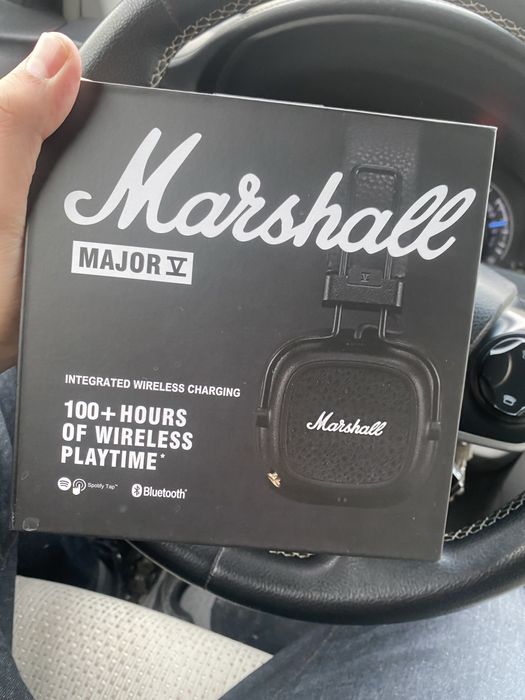 Marshall
MAJOR V
V
INTEGRATED WIRELESS CHARGING
100+ HOURS
OF WIRELESS
PLAYTIME*
Marshall
Spotify Tap™
Bluetooth®